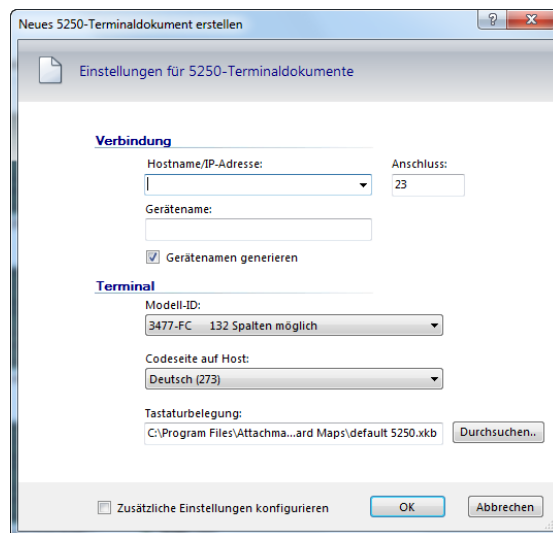 Neues 5250-Terminaldokument erstellen
Einstellungen für 5250-Terminaldokumente
Verbindung
Hostname/IP-Adresse: Anschluss:
23
Gerätename:
Gerätenamen generieren
Terminal
Modell-ID:
3477-FC 132 Spalten möglich
Codeseite auf Host:
Deutsch (273)
Tastaturbelegung:
C:\Program Files\Attachma...ard Maps\default 5250.xkb Durchsuchen..
Zusätzliche Einstellungen konfigurieren OK Abbrechen